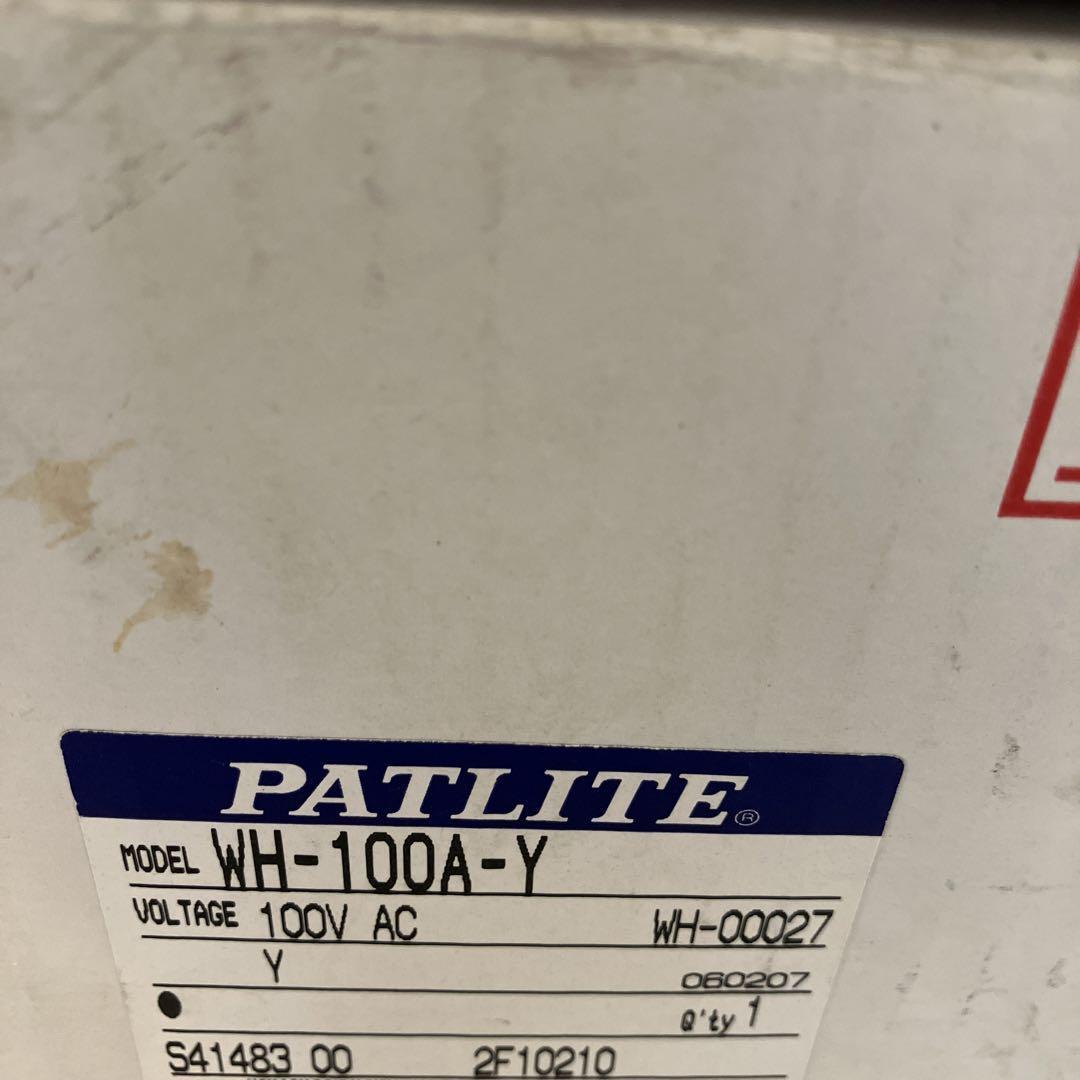 PATLITE®
MODEL WH-100A-Y
VOLTAGE 100V AC WH-00027
Y 060207
Q'ty 1
S41483 00 2F10210